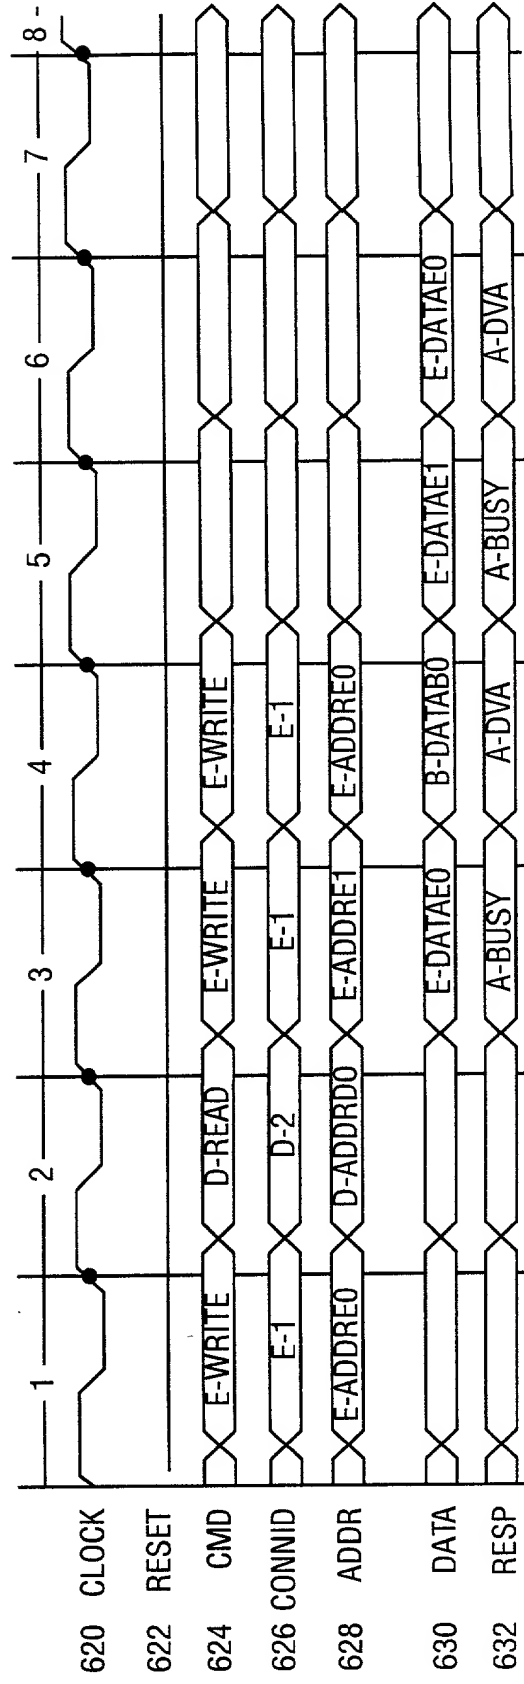 1 2 3 4 5 6 7 8
620 CLOCK
622 RESET
624 CMD E-WRITE D-READ E-WRITE E-WRITE
626 CONNID E-1 D-2 E-1 E-1
628 ADDR E-ADDRE0 D-ADDRD0 E-ADDRE1 E-ADDRE0
630 DATA E-DATAE0 B-DATAB0 E-DATAE1 E-DATAE0
632 RESP A-BUSY A-DVA A-BUSY A-DVA